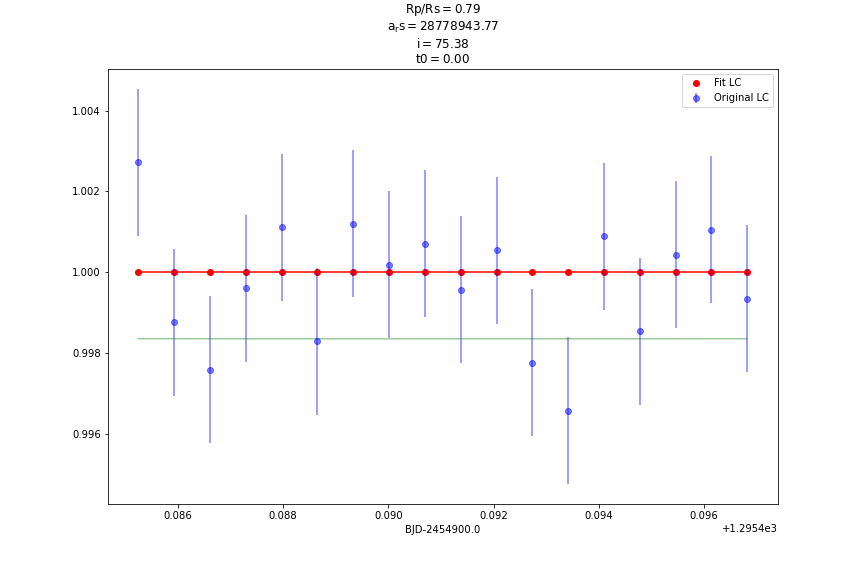 Rp/Rs = 0.79
aᵣs = 28778943.77
i = 75.38
t0 = 0.00
Fit LC
Original LC
1.004
1.002
1.000
0.998
0.996
0.086 0.088 0.090 0.092 0.094 0.096
BJD-2454900.0
+1.2954e3